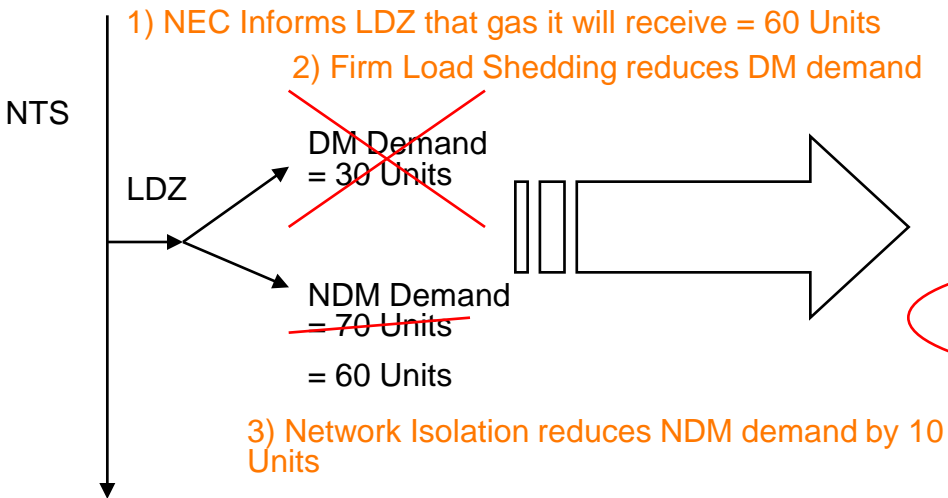 1) NEC Informs LDZ that gas it will receive = 60 Units
2) Firm Load Shedding reduces DM demand
NTS
DM Demand
= 30 Units
LDZ
NDM Demand
= 70 Units
= 60 Units
3) Network Isolation reduces NDM demand by 10
Units